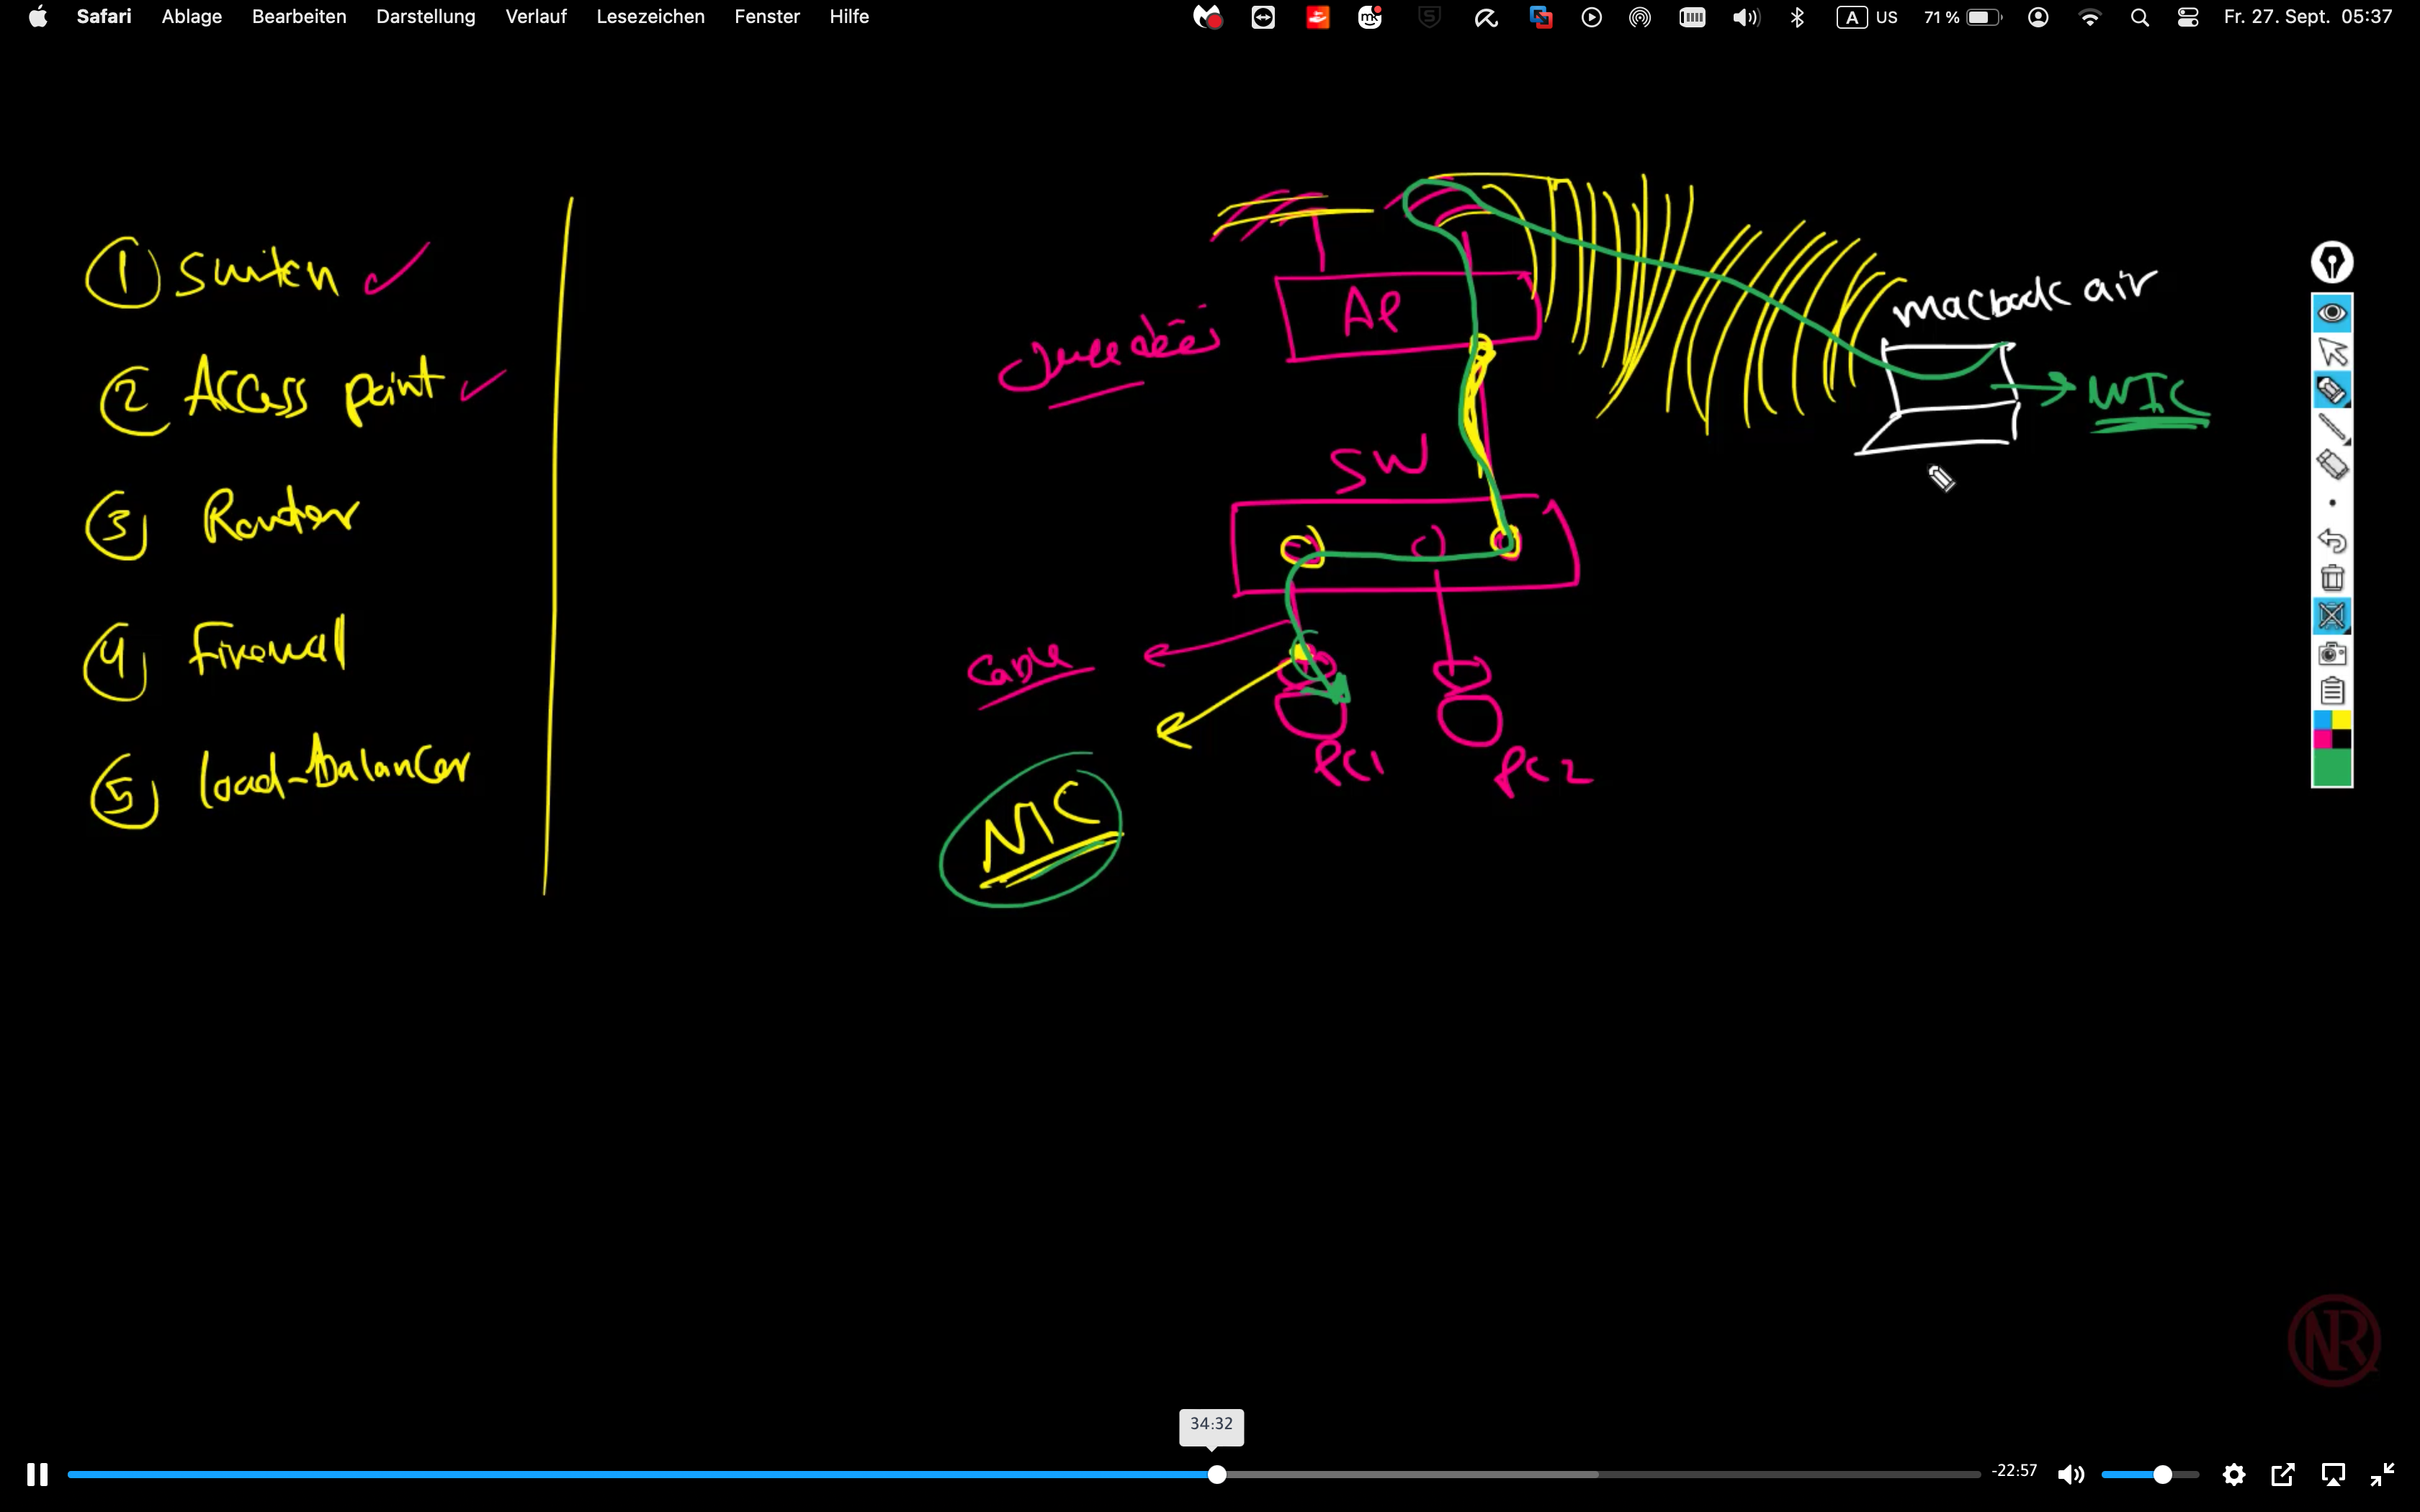 Safari Ablage Bearbeiten Darstellung Verlauf Lesezeichen Fenster Hilfe
A US 71 % Fr. 27. Sept. 05:37
1 Switch
2 Access point
3 Router
4 Firewall
5 load-balancer
AP
macbook air
WIC
SW
Cable
PC1
PC2
NIC
NR
34:32
-22:57